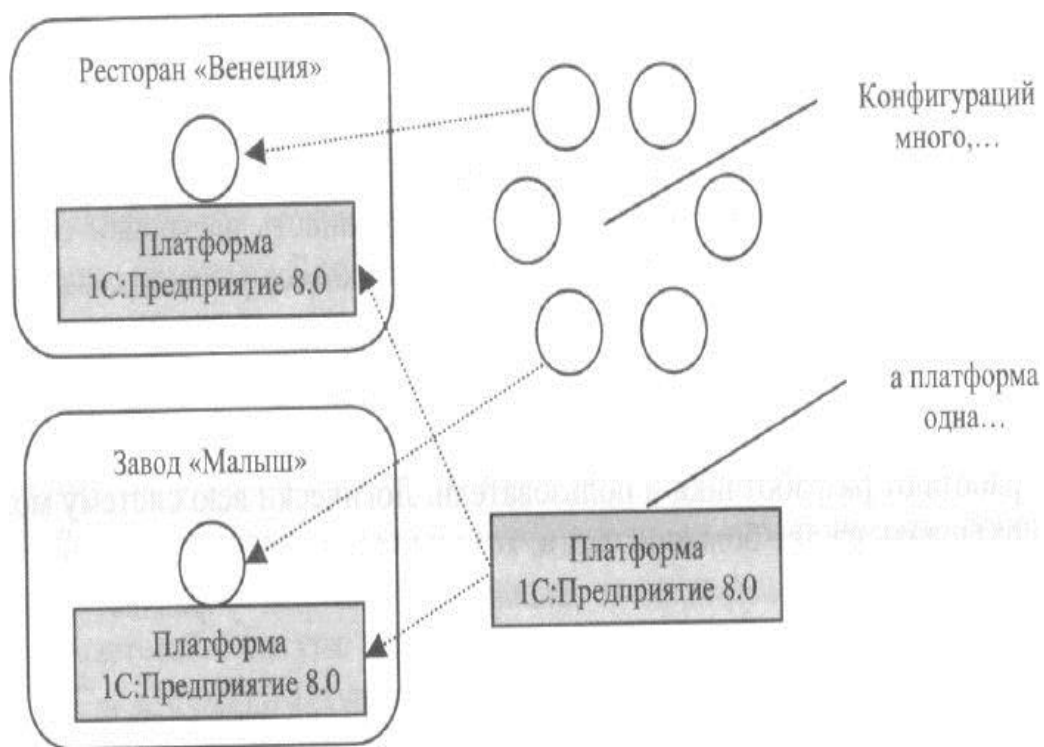 Ресторан «Венеция»
Платформа
1С:Предприятие 8.0
Конфигураций
много,...
а платформа
одна...
Завод «Малыш»
Платформа
1С:Предприятие 8.0
Платформа
1С:Предприятие 8.0